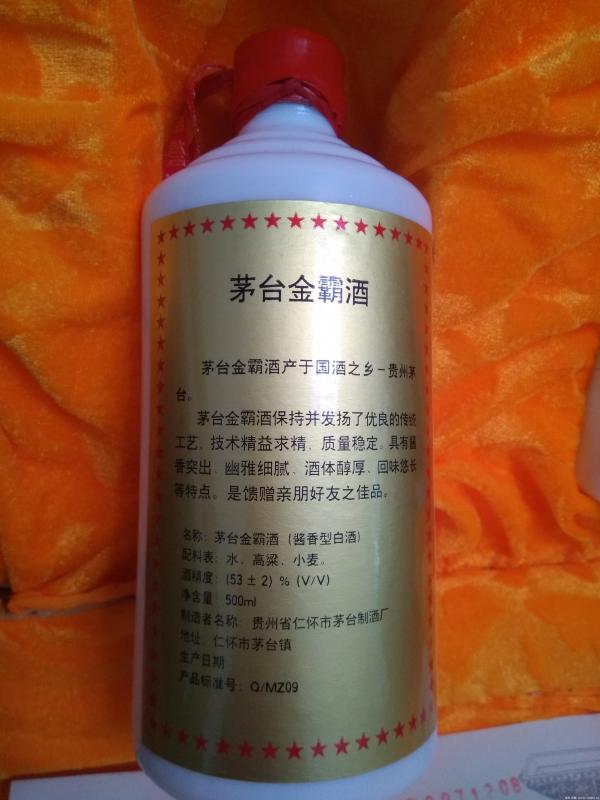 茅台金霸酒
茅台金霸酒产于国酒之乡－贵州茅
台。
茅台金霸酒保持并发扬了优良的传统
工艺，技术精益求精，质量稳定。具有酱
香突出、幽雅细腻、酒体醇厚、回味悠长
等特点。是馈赠亲朋好友之佳品。
名称：茅台金霸酒（酱香型白酒）
配料表：水、高粱、小麦。
酒精度：(53±2) % (V/V)
净含量：500ml
制造者名称：贵州省仁怀市茅台制酒厂
地址：仁怀市茅台镇
生产日期
产品标准号：Q/MZ09